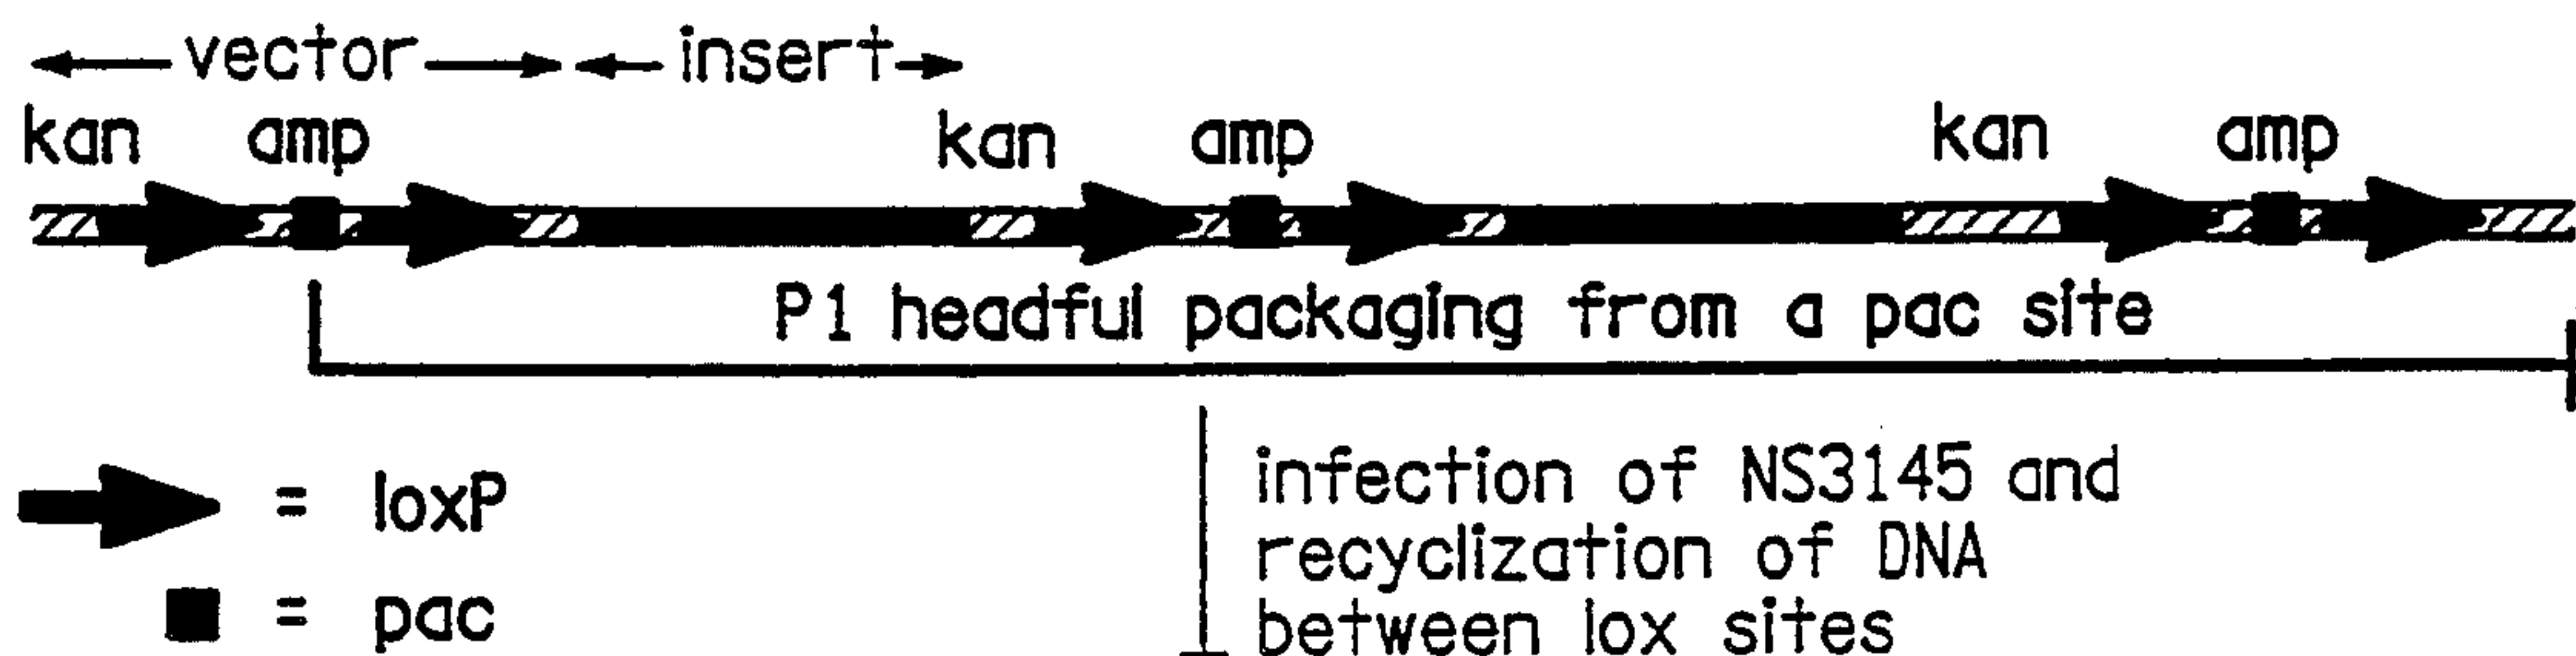 vector insert
kan amp kan amp kan amp
P1 headful packaging from a pac site
= loxP
= pac
infection of NS3145 and
recyclization of DNA
between lox sites